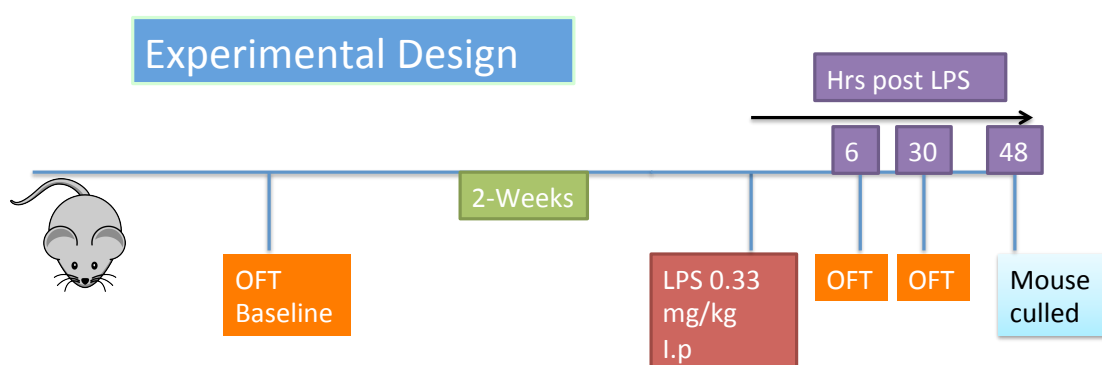 Experimental Design
Hrs post LPS
6
30
48
2-Weeks
OFT
Baseline
LPS 0.33
mg/kg
I.p
OFT
OFT
Mouse
culled